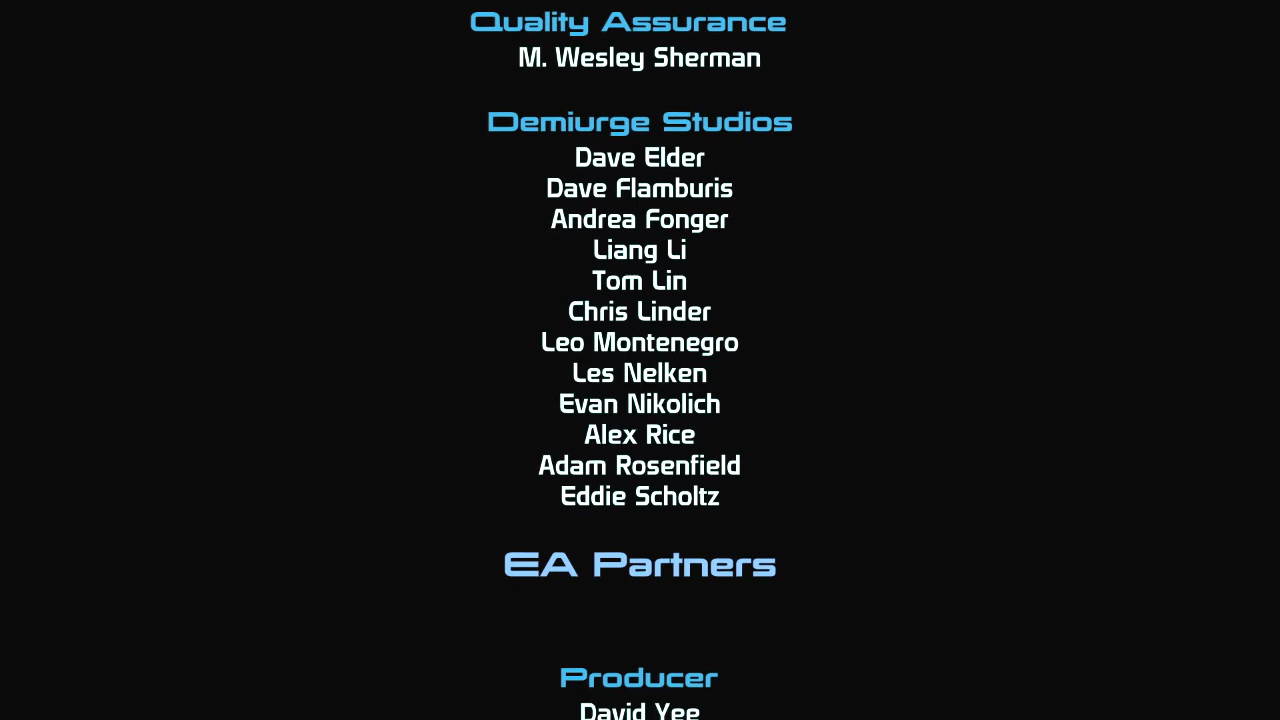 Quality Assurance
M. Wesley Sherman
Demiurge Studios
Dave Elder
Dave Flamburis
Andrea Fonger
Liang Li
Tom Lin
Chris Linder
Leo Montenegro
Les Nelken
Evan Nikolich
Alex Rice
Adam Rosenfield
Eddie Scholtz
EA Partners
Producer
David Yee